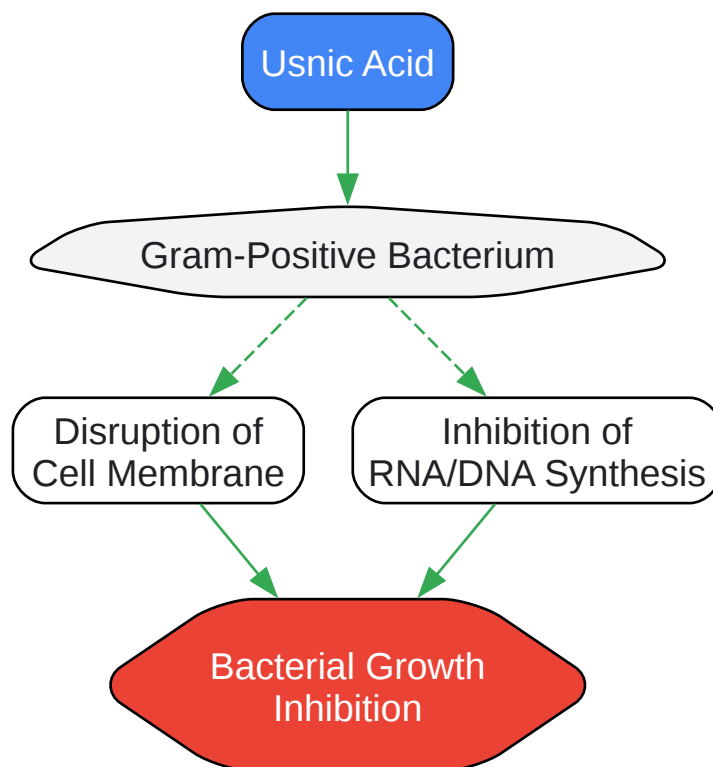 Usnic Acid
Gram-Positive Bacterium
Disruption of
Cell Membrane
Inhibition of
RNA/DNA Synthesis
Bacterial Growth
Inhibition